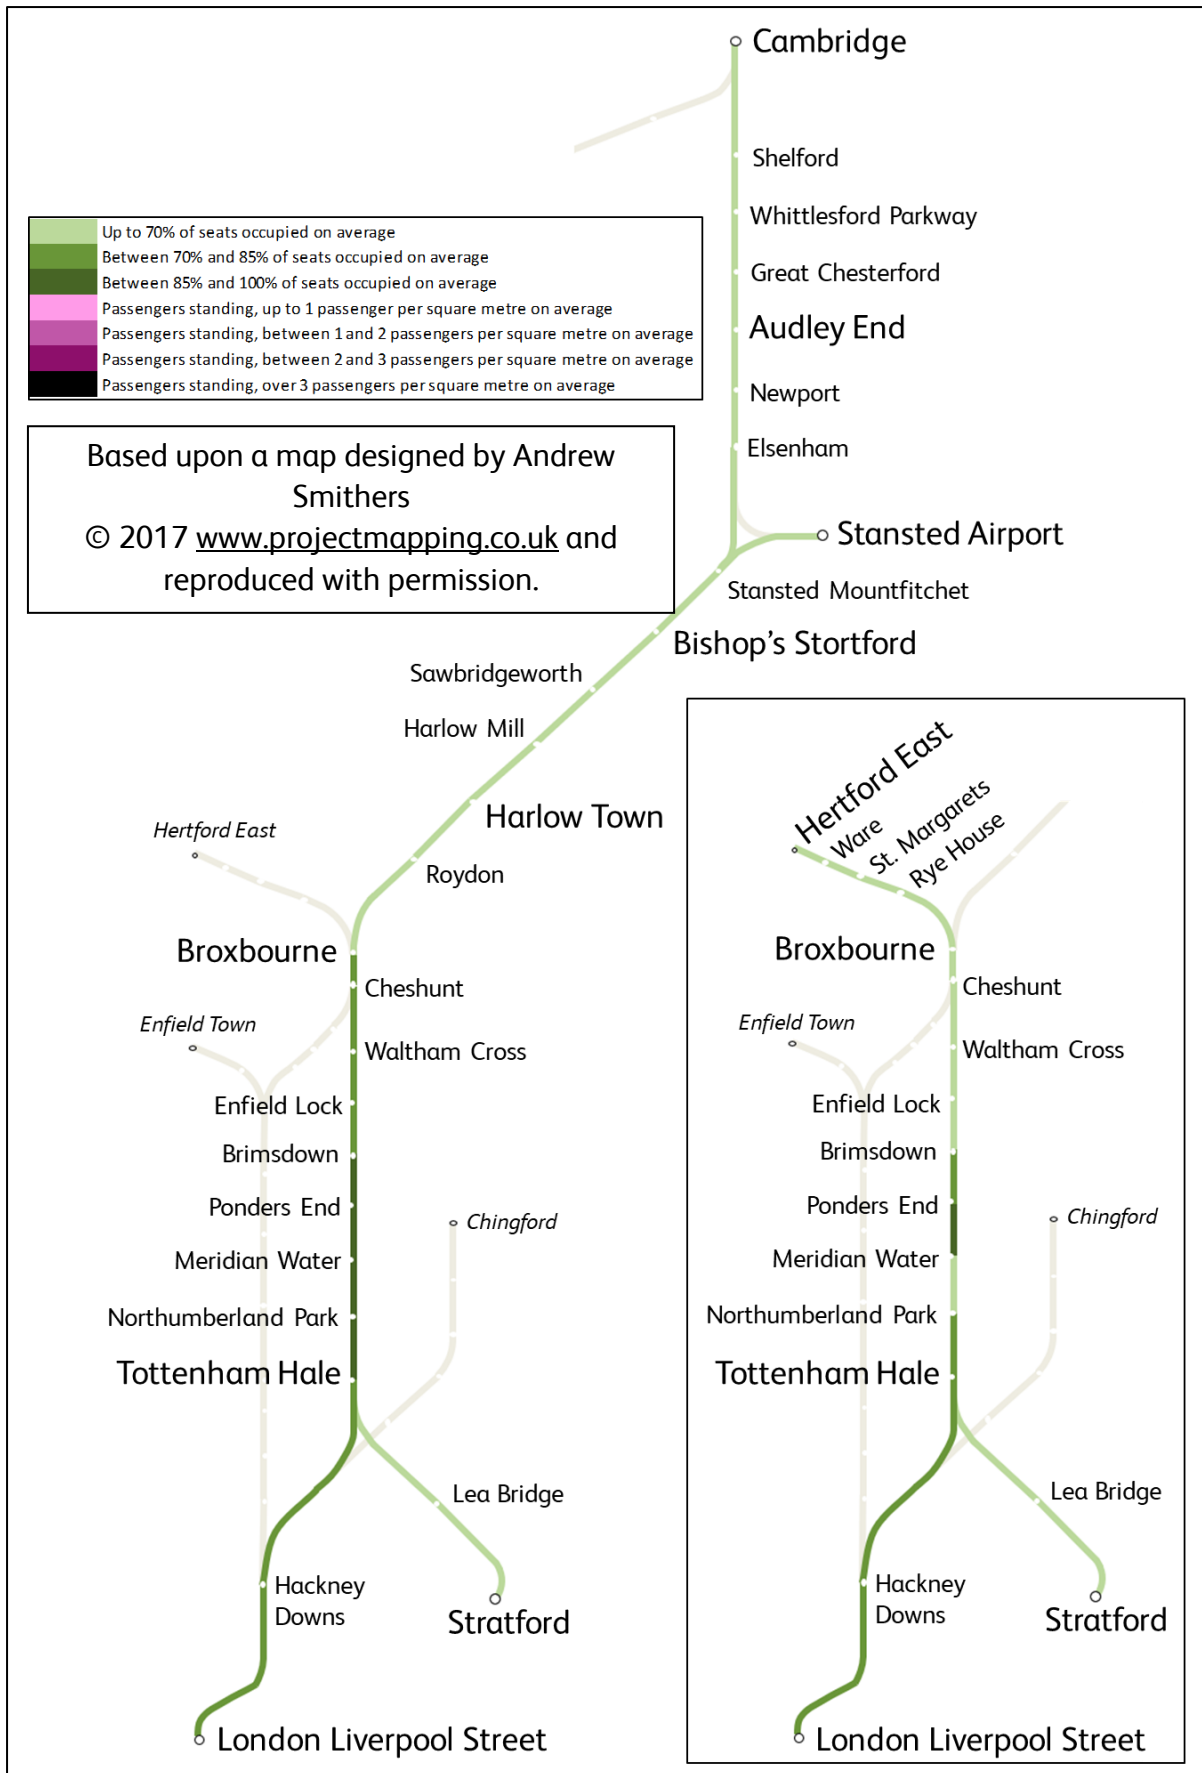 Cambridge
Shelford
Whittlesford Parkway
Up to 70% of seats occupied on average
Between 70% and 85% of seats occupied on average
Between 85% and 100% of seats occupied on average
Passengers standing, up to 1 passenger per square metre on average
Passengers standing, between 1 and 2 passengers per square metre on average
Passengers standing, between 2 and 3 passengers per square metre on average
Passengers standing, over 3 passengers per square metre on average
Great Chesterford
Audley End
Newport
Elsenham
Based upon a map designed by Andrew
Smithers
© 2017 www.projectmapping.co.uk and
reproduced with permission.
Stansted Airport
Stansted Mountfitchet
Bishop's Stortford
Sawbridgeworth
Harlow Mill
Harlow Town
Hertford East
Roydon
Broxbourne
Cheshunt
Enfield Town
Waltham Cross
Enfield Lock
Brimsdown
Ponders End
Chingford
Meridian Water
Northumberland Park
Tottenham Hale
Lea Bridge
Hackney
Downs
Stratford
London Liverpool Street
Hertford East
Ware
St. Margarets
Rye House
Broxbourne
Cheshunt
Enfield Town
Waltham Cross
Enfield Lock
Brimsdown
Ponders End
Chingford
Meridian Water
Northumberland Park
Tottenham Hale
Lea Bridge
Hackney
Downs
Stratford
London Liverpool Street